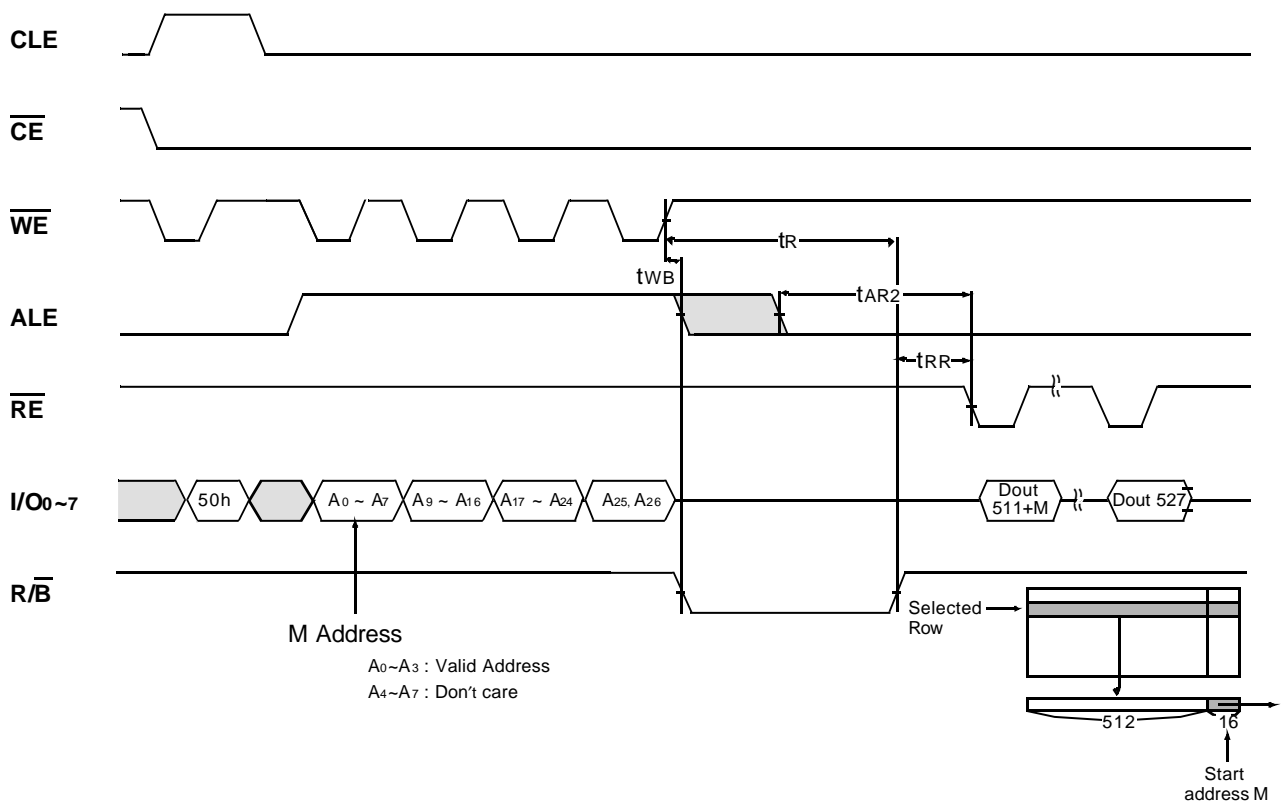 CLE
CE
WE
tR
tWB
tAR2
ALE
tRR
RE
I/O0~7
50h
A0 ~ A7
A9 ~ A16
A17 ~ A24
A25, A26
Dout
511+M
Dout 527
R/B
M Address
A0~A3 : Valid Address
A4~A7 : Don't care
Selected
Row
512
16
Start
address M